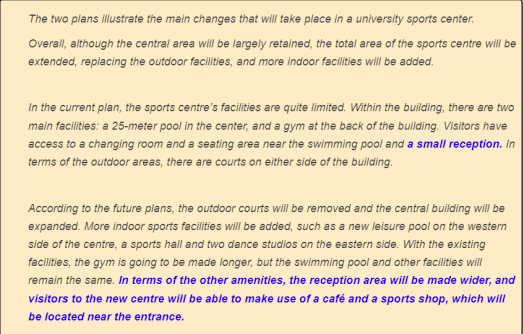 The two plans illustrate the main changes that will take place in a university sports center.
Overall, although the central area will be largely retained, the total area of the sports centre will be
extended, replacing the outdoor facilities, and more indoor facilities will be added.
In the current plan, the sports centre's facilities are quite limited. Within the building, there are two
main facilities: a 25-meter pool in the center, and a gym at the back of the building. Visitors have
access to a changing room and a seating area near the swimming pool and a small reception. In
terms of the outdoor areas, there are courts on either side of the building.
According to the future plans, the outdoor courts will be removed and the central building will be
expanded. More indoor sports facilities will be added, such as a new leisure pool on the western
side of the centre, a sports hall and two dance studios on the eastern side. With the existing
facilities, the gym is going to be made longer, but the swimming pool and other facilities will
remain the same. In terms of the other amenities, the reception area will be made wider, and
visitors to the new centre will be able to make use of a café and a sports shop, which will
be located near the entrance.